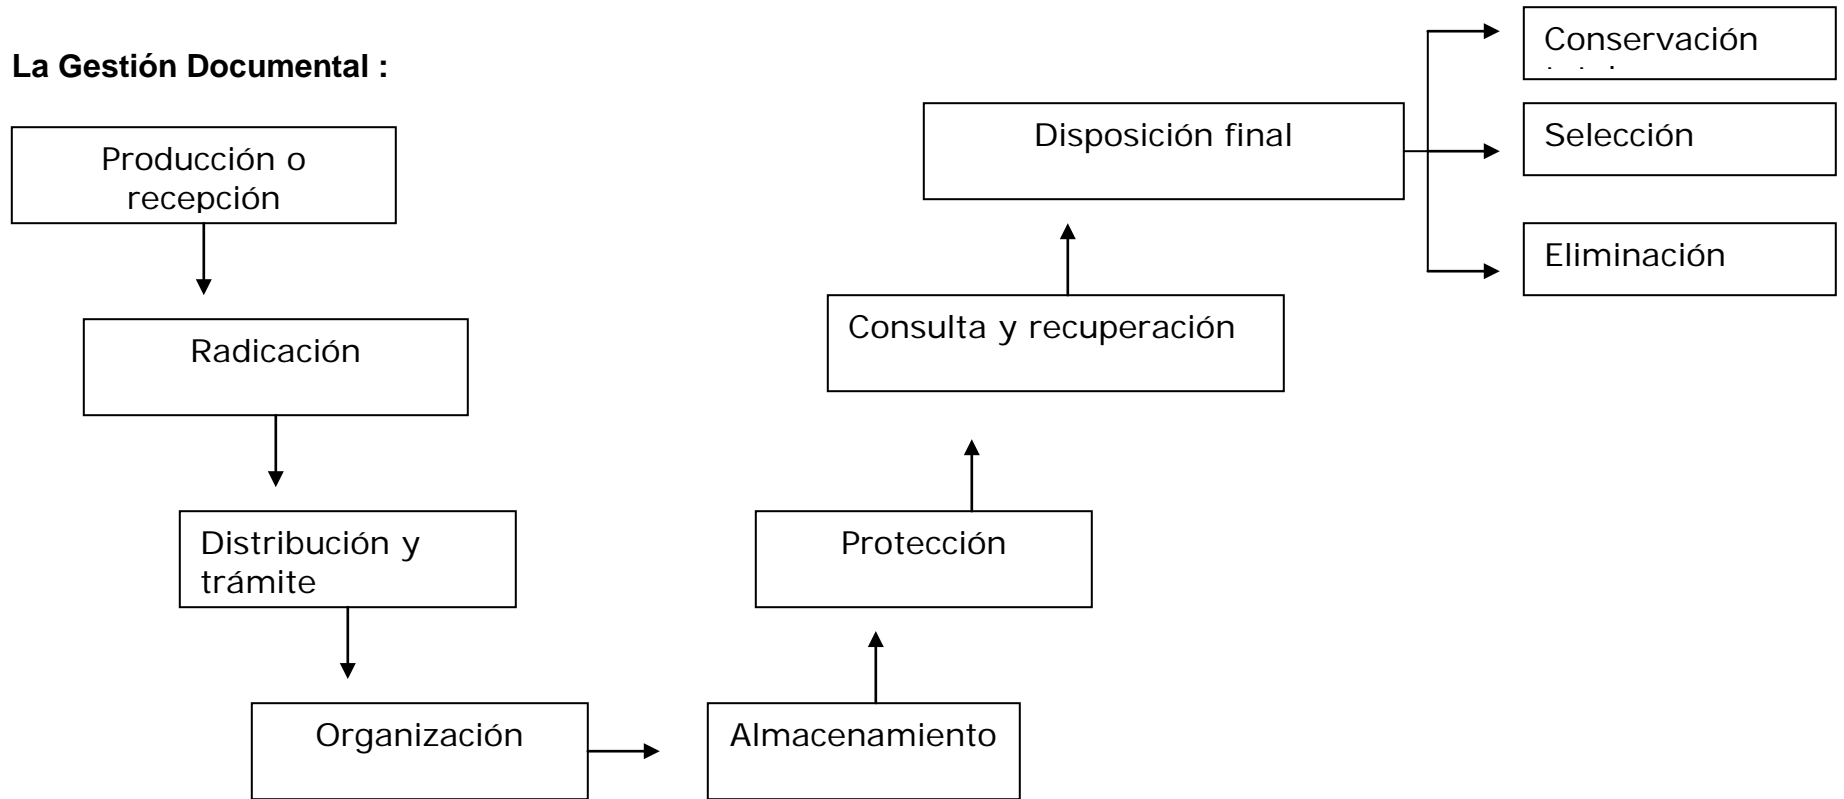 La Gestión Documental :
Producción o
recepción
Radicación
Distribución y
trámite
Organización
Almacenamiento
Protección
Consulta y recuperación
Disposición final
Conservación
Selección
Eliminación